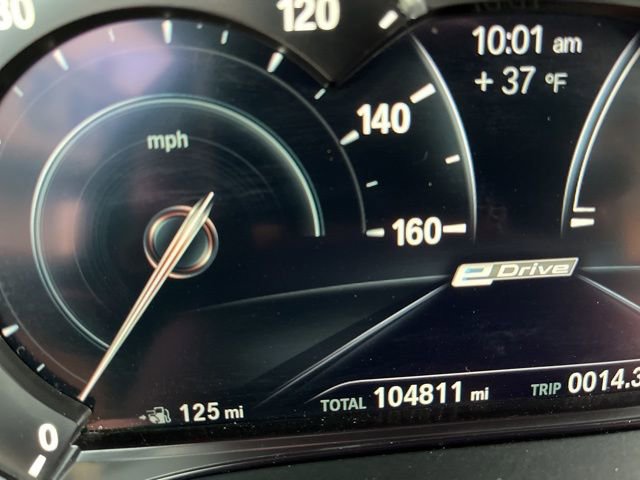 120
10:01 am
+ 37 °F
140
mph
160
eDrive
125 mi
TOTAL 104811 mi
TRIP 0014.3
0